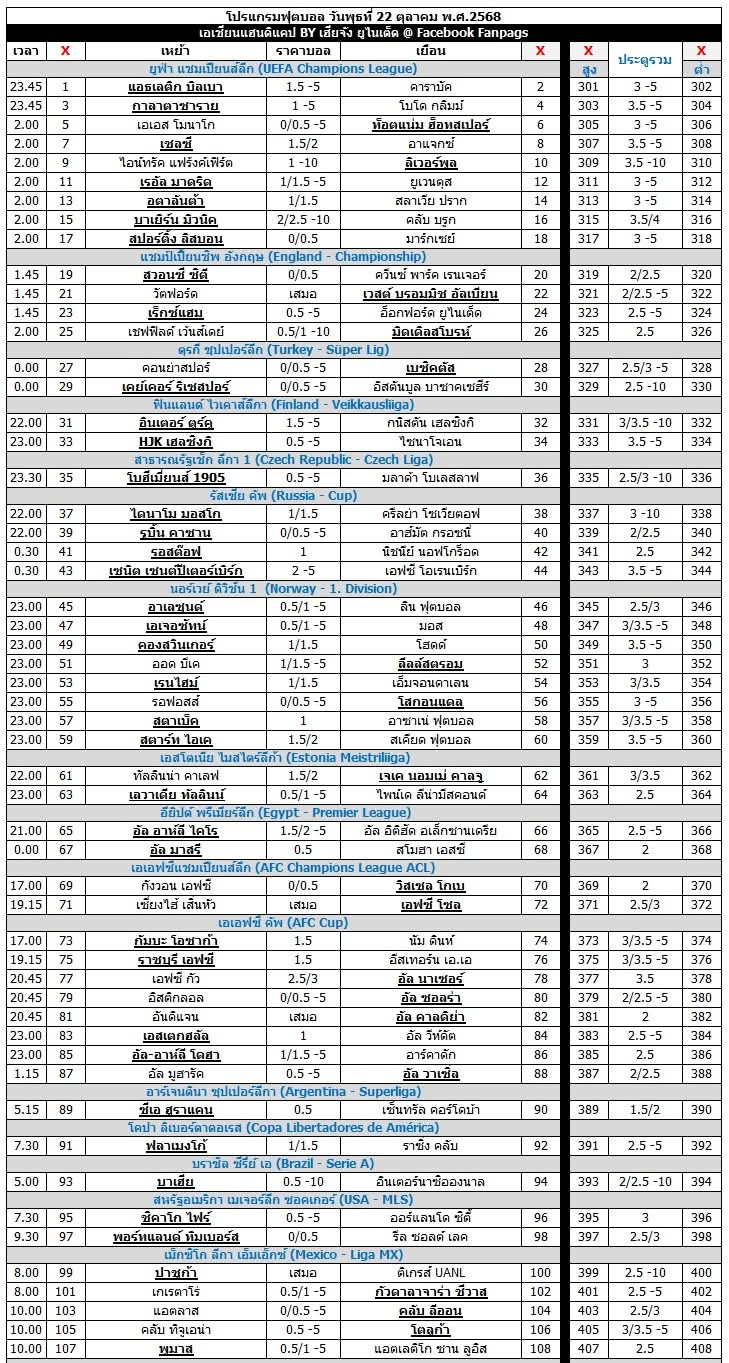 โปรแกรมฟุตบอล วันพุธที่ 22 ตุลาคม พ.ศ.2568
เอเชียนแฮนดิแคป BY เฮียจัง ยูไนเต็ด @ Facebook Fanpags
เวลา X เหย้า ราคาบอล เยือน X X สูง ประตูรวม X ต่ำ
ยูฟ่า แชมเปียนส์ลีก (UEFA Champions League)
23.45 1 แอธเลติก บิลเบา 1.5 -5 คาราบัค 2 301 3 -5 302
23.45 3 กาลาตาซาราย 1 -5 โบโด กลิมม์ 4 303 3.5 -5 304
2.00 5 เอเอส โมนาโก 0/0.5 -5 ท็อตแน่ม ฮ็อทสเปอร์ 6 305 3 -5 306
2.00 7 เชลซี 1.5/2 อาแจกซ์ 8 307 3.5 -5 308
2.00 9 ไอน์ทรัค แฟร้งค์เฟิร์ต 1 -10 ลิเวอร์พูล 10 309 3.5 -10 310
2.00 11 เรอัล มาดริด 1/1.5 -5 ยูเวนตุส 12 311 3 -5 312
2.00 13 อตาลันต้า 1/1.5 สลาเวีย ปราก 14 313 3 -5 314
2.00 15 บาเยิร์น มิวนิค 2/2.5 -10 คลับ บรูก 16 315 3.5/4 316
2.00 17 สปอร์ติ้ง ลิสบอน 0/0.5 มาร์กเซย์ 18 317 3 -5 318
แชมป์เปี้ยนชิพ อังกฤษ (England - Championship)
1.45 19 สวอนซี ซิตี้ 0/0.5 ควีนซ์ พาร์ค เรนเจอร์ 20 319 2/2.5 320
1.45 21 วัตฟอร์ด เสมอ เวสต์ บรอมมิช อัลเบียน 22 321 2/2.5 -5 322
1.45 23 เร็กซ์แฮม 0.5 -5 อ็อกฟอร์ด ยูไนเต็ด 24 323 2.5 -5 324
2.00 25 เชฟฟิลด์ เว้นส์เดย์ 0.5/1 -10 มิดเดิลสโบรห์ 26 325 2.5 326
ตุรกี ซุปเปอร์ลีก (Turkey - Süper Lig)
0.00 27 คอนย่าสปอร์ 0/0.5 -5 เบซิคตัส 28 327 2.5/3 -5 328
0.00 29 เคย์เคอร์ ริเซสปอร์ 0/0.5 -5 อิสตันบูล บาซาคเซฮีร์ 30 329 2.5 -10 330
ฟินแลนด์ ไวเคาส์ลีกา (Finland - Veikkausliiga)
22.00 31 อินเตอร์ ตุร์คุ 1.5 -5 กนิสตัน เฮลซิงกิ 32 331 3/3.5 -10 332
23.00 33 HJK เฮลซิงกิ 0.5 -5 ไซนาโจเอน 34 333 3.5 -5 334
สาธารณรัฐเช็ก ลีกา 1 (Czech Republic - Czech Liga)
23.30 35 โบฮีเมี่ยนส์ 1905 0.5 -5 มลาด้า โบเลสลาฟ 36 335 2.5/3 -10 336
รัสเซีย คัพ (Russia - Cup)
22.00 37 ไดนาโม มอสโก 1/1.5 ครีลย่า โซเวียตอฟ 38 337 3 -10 338
22.00 39 รูบิ้น คาซาน 0/0.5 -5 อาฮ์มัต กรอซนี่ 40 339 2/2.5 340
0.30 41 รอสต๊อฟ 1 นิชนีย์ นอฟโกร็อด 42 341 2.5 342
0.30 43 เซนิต เซนต์ปีเตอร์เบิร์ก 2 -5 เอฟซี โอเรนเบิร์ก 44 343 3.5 -5 344
นอร์เวย์ ดิวิชั่น 1 (Norway - 1. Division)
23.00 45 อาเลซุนด์ 0.5/1 -5 ลีน ฟุตบอล 46 345 2.5/3 346
23.00 47 เอเจอซัทน์ 0.5/1 -5 มอส 48 347 3/3.5 -5 348
23.00 49 คองสวินเกอร์ 1/1.5 โฮดด์ 50 349 3.5 -5 350
23.00 51 ออด บีเค 1/1.5 -5 ลีลล์สตรอม 52 351 3 352
23.00 53 เรนไฮม์ 1/1.5 เอ็มจอนดาเลน 54 353 3/3.5 354
23.00 55 รอฟอสส์ 0/0.5 -5 โสกอนแดล 56 355 3 -5 356
23.00 57 สตาเบ็ค 1 อาซาเน่ ฟุตบอล 58 357 3/3.5 -5 358
23.00 59 สตาร์ท ไอเค 1.5/2 สเคียด ฟุตบอล 60 359 3.5 -5 360
เอสโตเนีย ไมสไตร์ลีก้า (Estonia Meistriliiga)
22.00 61 ทัลลินน่า คาเลฟ 1.5/2 เจเค นอมเม่ คาลจู 62 361 3/3.5 362
23.00 63 เลวาเดีย ทัลลินน์ 0.5/1 -5 ไพน์เด ลีน่ามีสคอนด์ 64 363 2.5 364
อียิปต์ พรีเมียร์ลีก (Egypt - Premier League)
21.00 65 อัล อาห์ลี ไคโร 1.5/2 -5 อัล อิติฮัด อเล็กซานเดรีย 66 365 2.5 -5 366
0.00 67 อัล มาสรี 0.5 สโมฮา เอสซี 68 367 2 368
เอเอฟซีแชมเปียนส์ลีก (AFC Champions League ACL)
17.00 69 กังวอน เอฟซี 0/0.5 วิสเซล โกเบ 70 369 2 370
19.15 71 เซี่ยงไฮ้ เสิ่นหัว เสมอ เอฟซี โซล 72 371 2.5/3 372
เอเอฟซี คัพ (AFC Cup)
17.00 73 กัมบะ โอซาก้า 1.5 นัม ดินห์ 74 373 3/3.5 -5 374
19.15 75 ราชบุรี เอฟซี 1.5 อีสเทอร์น เอ.เอ 76 375 3/3.5 -5 376
20.45 77 เอฟซี กัว 2.5/3 อัล นาเซอร์ 78 377 3.5 378
20.45 79 อิสติกลอล 0/0.5 -5 อัล ซอลร่า 80 379 2/2.5 -5 380
20.45 81 อันดิแจน เสมอ อัล คาลดิย่า 82 381 2 382
23.00 83 เอสเตกฮลัล 1 อัล วีห์ดัต 84 383 2.5 -5 384
23.00 85 อัล-อาห์ลี โดฮา 1/1.5 -5 อาร์คาดัก 86 385 2.5 386
1.15 87 อัล มูฮารัค 0.5 -5 อัล วาเซิล 88 387 2/2.5 388
อาร์เจนตินา ซุปเปอร์ลีกา (Argentina - Superliga)
5.15 89 ซีเอ ฮูราแคน 0.5 เซ็นทรัล คอร์โดบ้า 90 389 1.5/2 390
โคปา ลิเบอร์ตาดอเรส (Copa Libertadores de América)
7.30 91 ฟลาเมงโก้ 1/1.5 ราซิ่ง คลับ 92 391 2.5 -5 392
บราซิล ซีรีย์ เอ (Brazil - Serie A)
5.00 93 บาเฮีย 0.5 -10 อินเตอร์นาซิอองนาล 94 393 2/2.5 -10 394
สหรัฐอเมริกา เมเจอร์ลีก ซอคเกอร์ (USA - MLS)
7.30 95 ชิคาโก ไฟร์ 0.5 -5 ออร์แลนโด ซิตี้ 96 395 3 396
9.30 97 พอร์ทแลนด์ ทิมเบอร์ส 0/0.5 รีล ซอลต์ เลค 98 397 2.5/3 398
เม็กซิโก ลีกา เอ็มเอ็กซ์ (Mexico - Liga MX)
8.00 99 ปาชูก้า เสมอ ติเกรส์ UANL 100 399 2.5 -10 400
8.00 101 เกเรตาโร่ 0.5/1 -5 กัวดาลาจาร่า ชีวาส 102 401 2.5 -5 402
10.00 103 แอตลาส 0/0.5 -5 คลับ ลีออน 104 403 2.5/3 404
10.00 105 คลับ ทิจูเอน่า 0.5 -5 โตลูก้า 106 405 3/3.5 -5 406
10.00 107 พูมาส 0.5/1 -5 แอตเลติโก ซาน ลูอิส 108 407 2.5 408